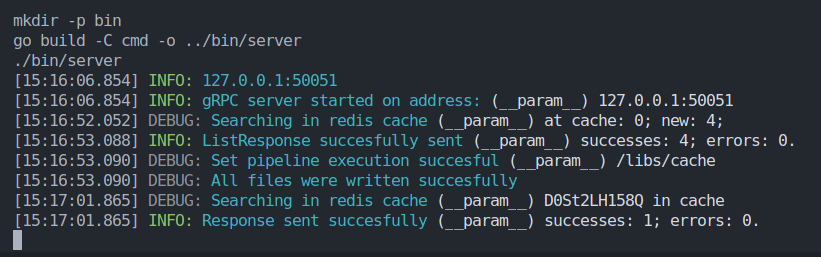 mkdir -p bin
go build -C cmd -o ../bin/server
./bin/server
[15:16:06.854] INFO: 127.0.0.1:50051
[15:16:06.854] INFO: gRPC server started on address: (__param__) 127.0.0.1:50051
[15:16:52.052] DEBUG: Searching in redis cache (__param__) at cache: 0; new: 4;
[15:16:53.088] INFO: ListResponse succesfully sent (__param__) successes: 4; errors: 0.
[15:16:53.090] DEBUG: Set pipeline execution succesful (__param__) /libs/cache
[15:16:53.090] DEBUG: All files were written succesfully
[15:17:01.865] DEBUG: Searching in redis cache (__param__) D0St2LH158Q in cache
[15:17:01.865] INFO: Response sent succesfully (__param__) successes: 1; errors: 0.